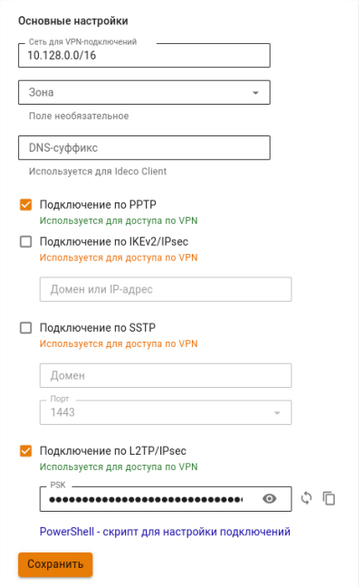 Основные настройки
Сеть для VPN-подключений
10.128.0.0/16
Зона
Поле необязательное
DNS-суффикс
Используется для Ideco Client
Подключение по PPTP
Используется для доступа по VPN
Подключение по IKEv2/IPsec
Используется для доступа по VPN
Домен или IP-адрес
Подключение по SSTP
Используется для доступа по VPN
Домен
Порт
1443
Подключение по L2TP/IPsec
Используется для доступа по VPN
PSK
PowerShell - скрипт для настройки подключений
Сохранить